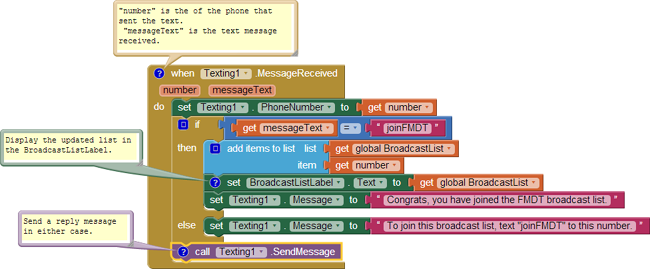 "number" is the of the phone that
sent the text.
"messageText" is the text message
received.
when Texting1 .MessageReceived
number messageText
do set Texting1 . PhoneNumber to get number
if get messageText = " joinFMDT "
Display the updated list in
the BroadcastListLabel.
then add items to list list get global BroadcastList
item get number
set BroadcastListLabel . Text to get global BroadcastList
set Texting1 . Message to " Congrats, you have joined the FMDT broadcast list. "
Send a reply message
in either case.
else set Texting1 . Message to " To join this broadcast list, text "joinFMDT" to this number. "
call Texting1 .SendMessage